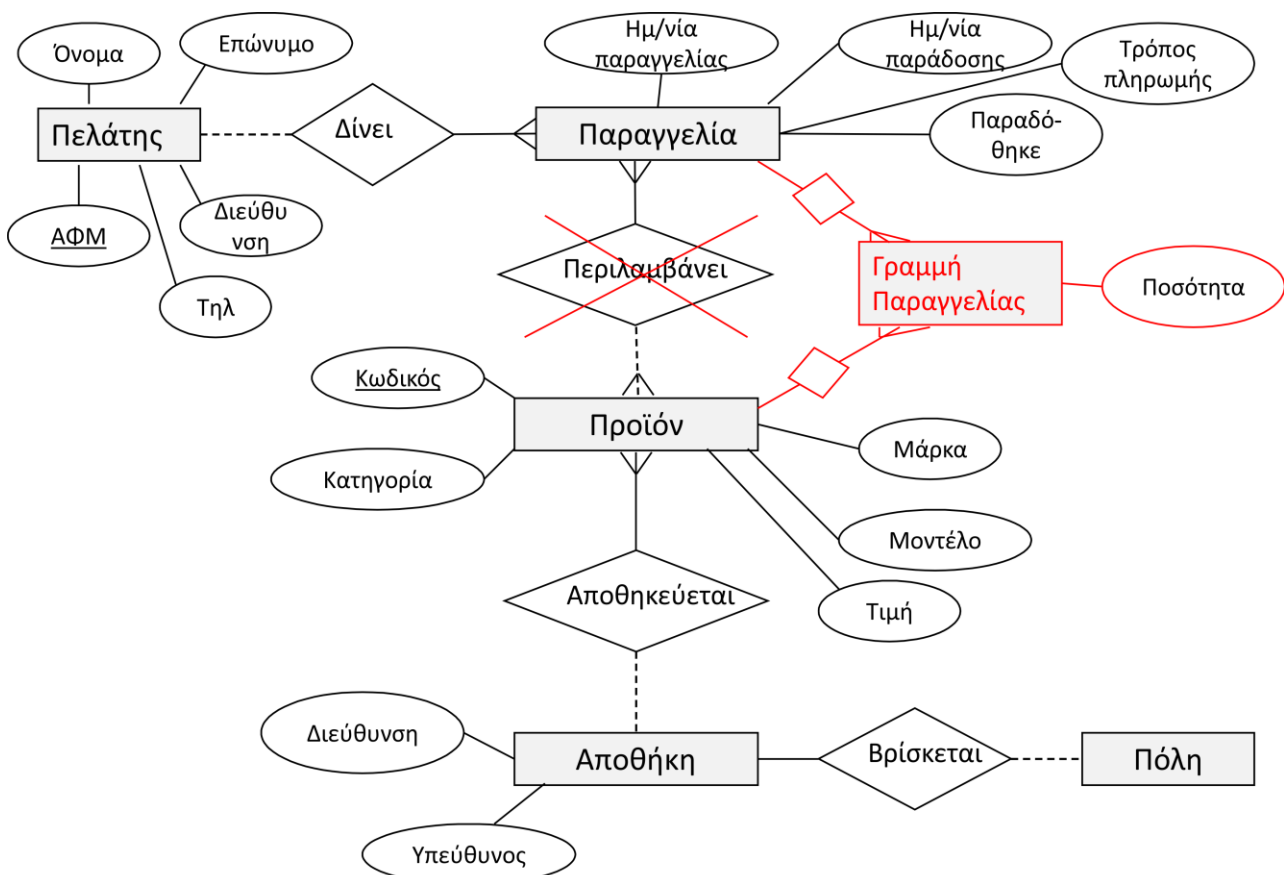 Όνομα
Επώνυμο
Ημ/νία
παραγγελίας
Ημ/νία
παράδοσης
Τρόπος
πληρωμής
Πελάτης
Δίνει
Παραγγελία
Παραδό-
θηκε
ΑΦΜ
Διεύθυ
νση
Τηλ
Περιλαμβάνει
Γραμμή
Παραγγελίας
Ποσότητα
Κωδικός
Προϊόν
Μάρκα
Κατηγορία
Μοντέλο
Αποθηκεύεται
Τιμή
Διεύθυνση
Αποθήκη
Βρίσκεται
Πόλη
Υπεύθυνος